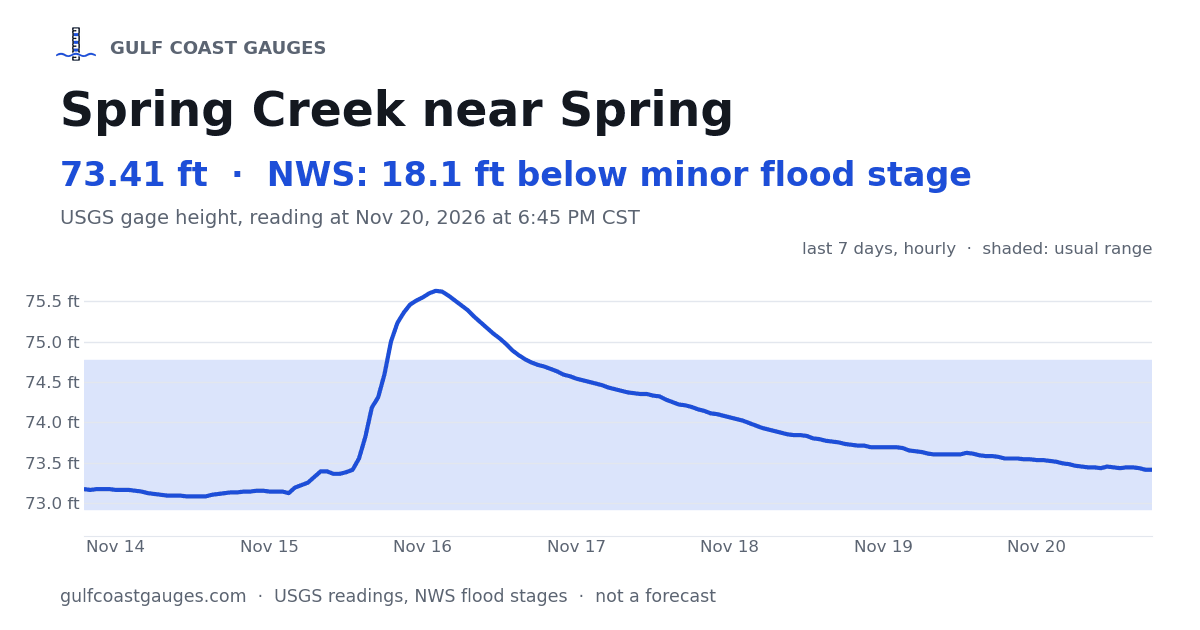 GULF COAST GAUGES
Spring Creek near Spring
73.41 ft · NWS: 18.1 ft below minor flood stage
USGS gage height, reading at Nov 20, 2026 at 6:45 PM CST
last 7 days, hourly · shaded: usual range
75.5 ft
75.0 ft
74.5 ft
74.0 ft
73.5 ft
73.0 ft
Nov 14 Nov 15 Nov 16 Nov 17 Nov 18 Nov 19 Nov 20
gulfcoastgauges.com · USGS readings, NWS flood stages · not a forecast